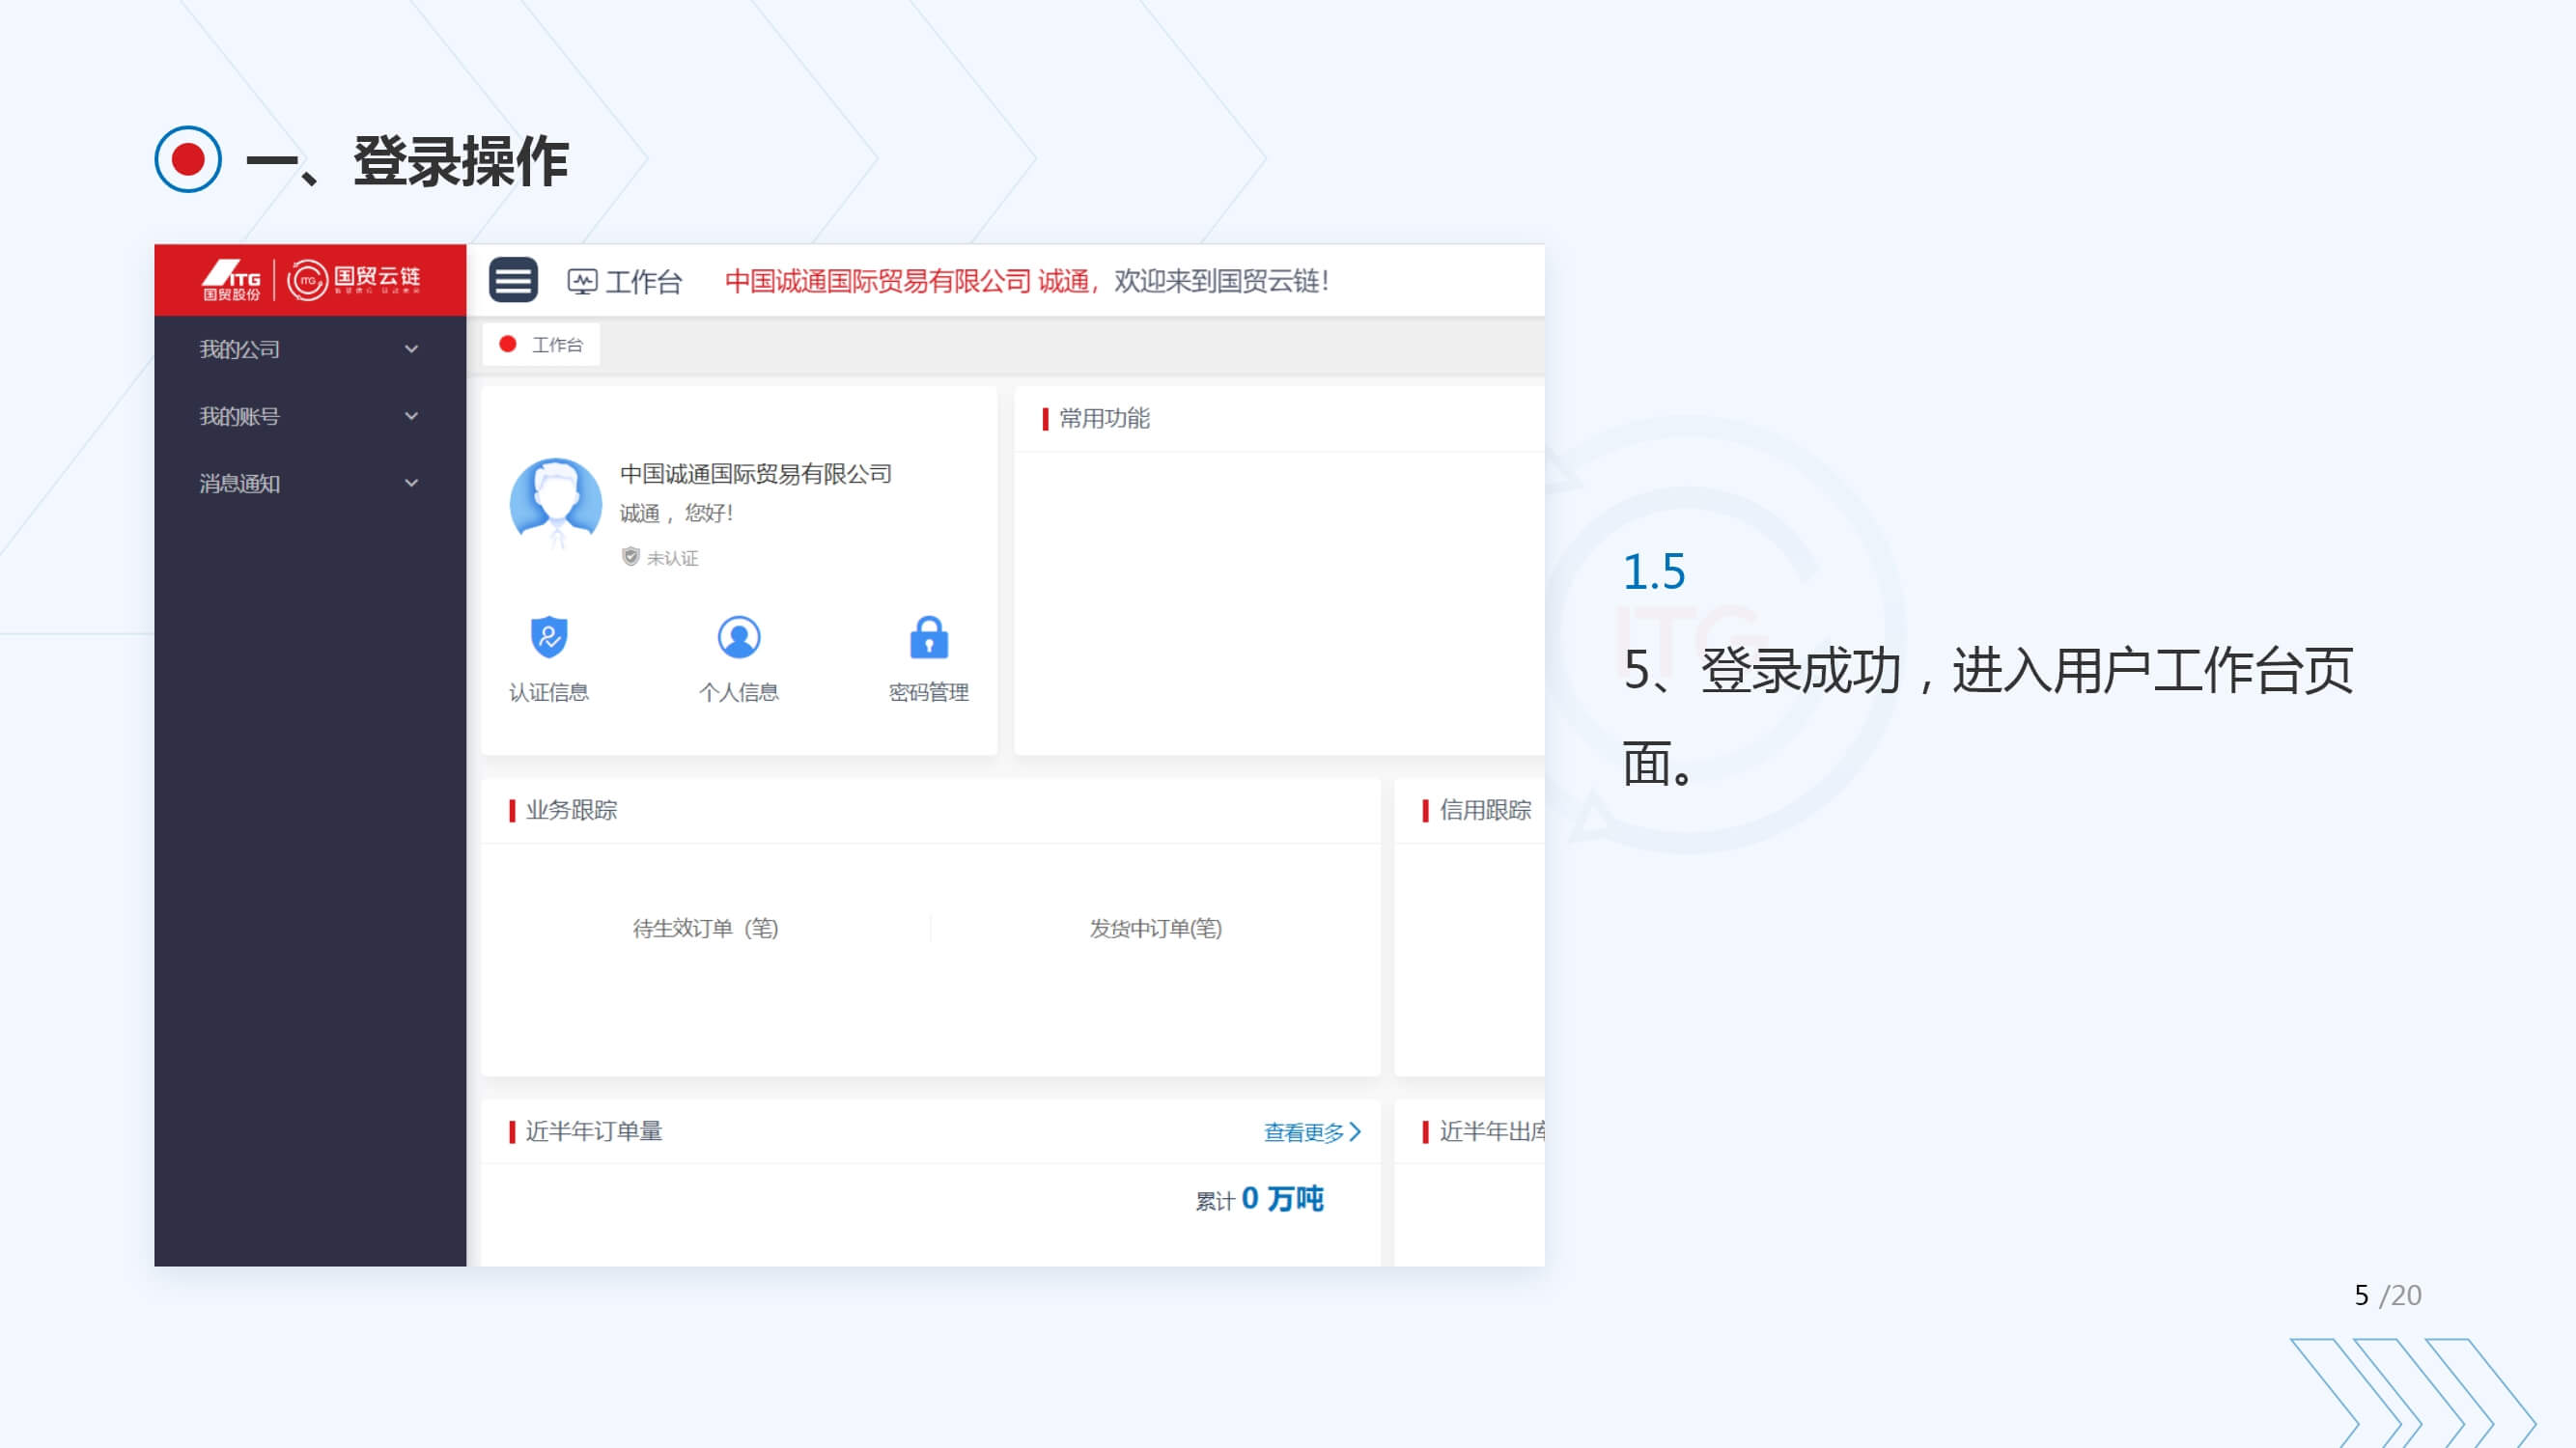 一、登录操作
ITG
国贸股份
ITG
国贸云链
工作台
中国诚通国际贸易有限公司 诚通，欢迎来到国贸云链！
我的公司
我的账号
消息通知
工作台
中国诚通国际贸易有限公司
诚通 ，您好！
未认证
认证信息
个人信息
密码管理
常用功能
业务跟踪
待生效订单（笔）
发货中订单(笔)
信用跟踪
近半年订单量
查看更多
累计 0 万吨
近半年出库
ITG
1.5
5、登录成功，进入用户工作台页
面。
5 /20